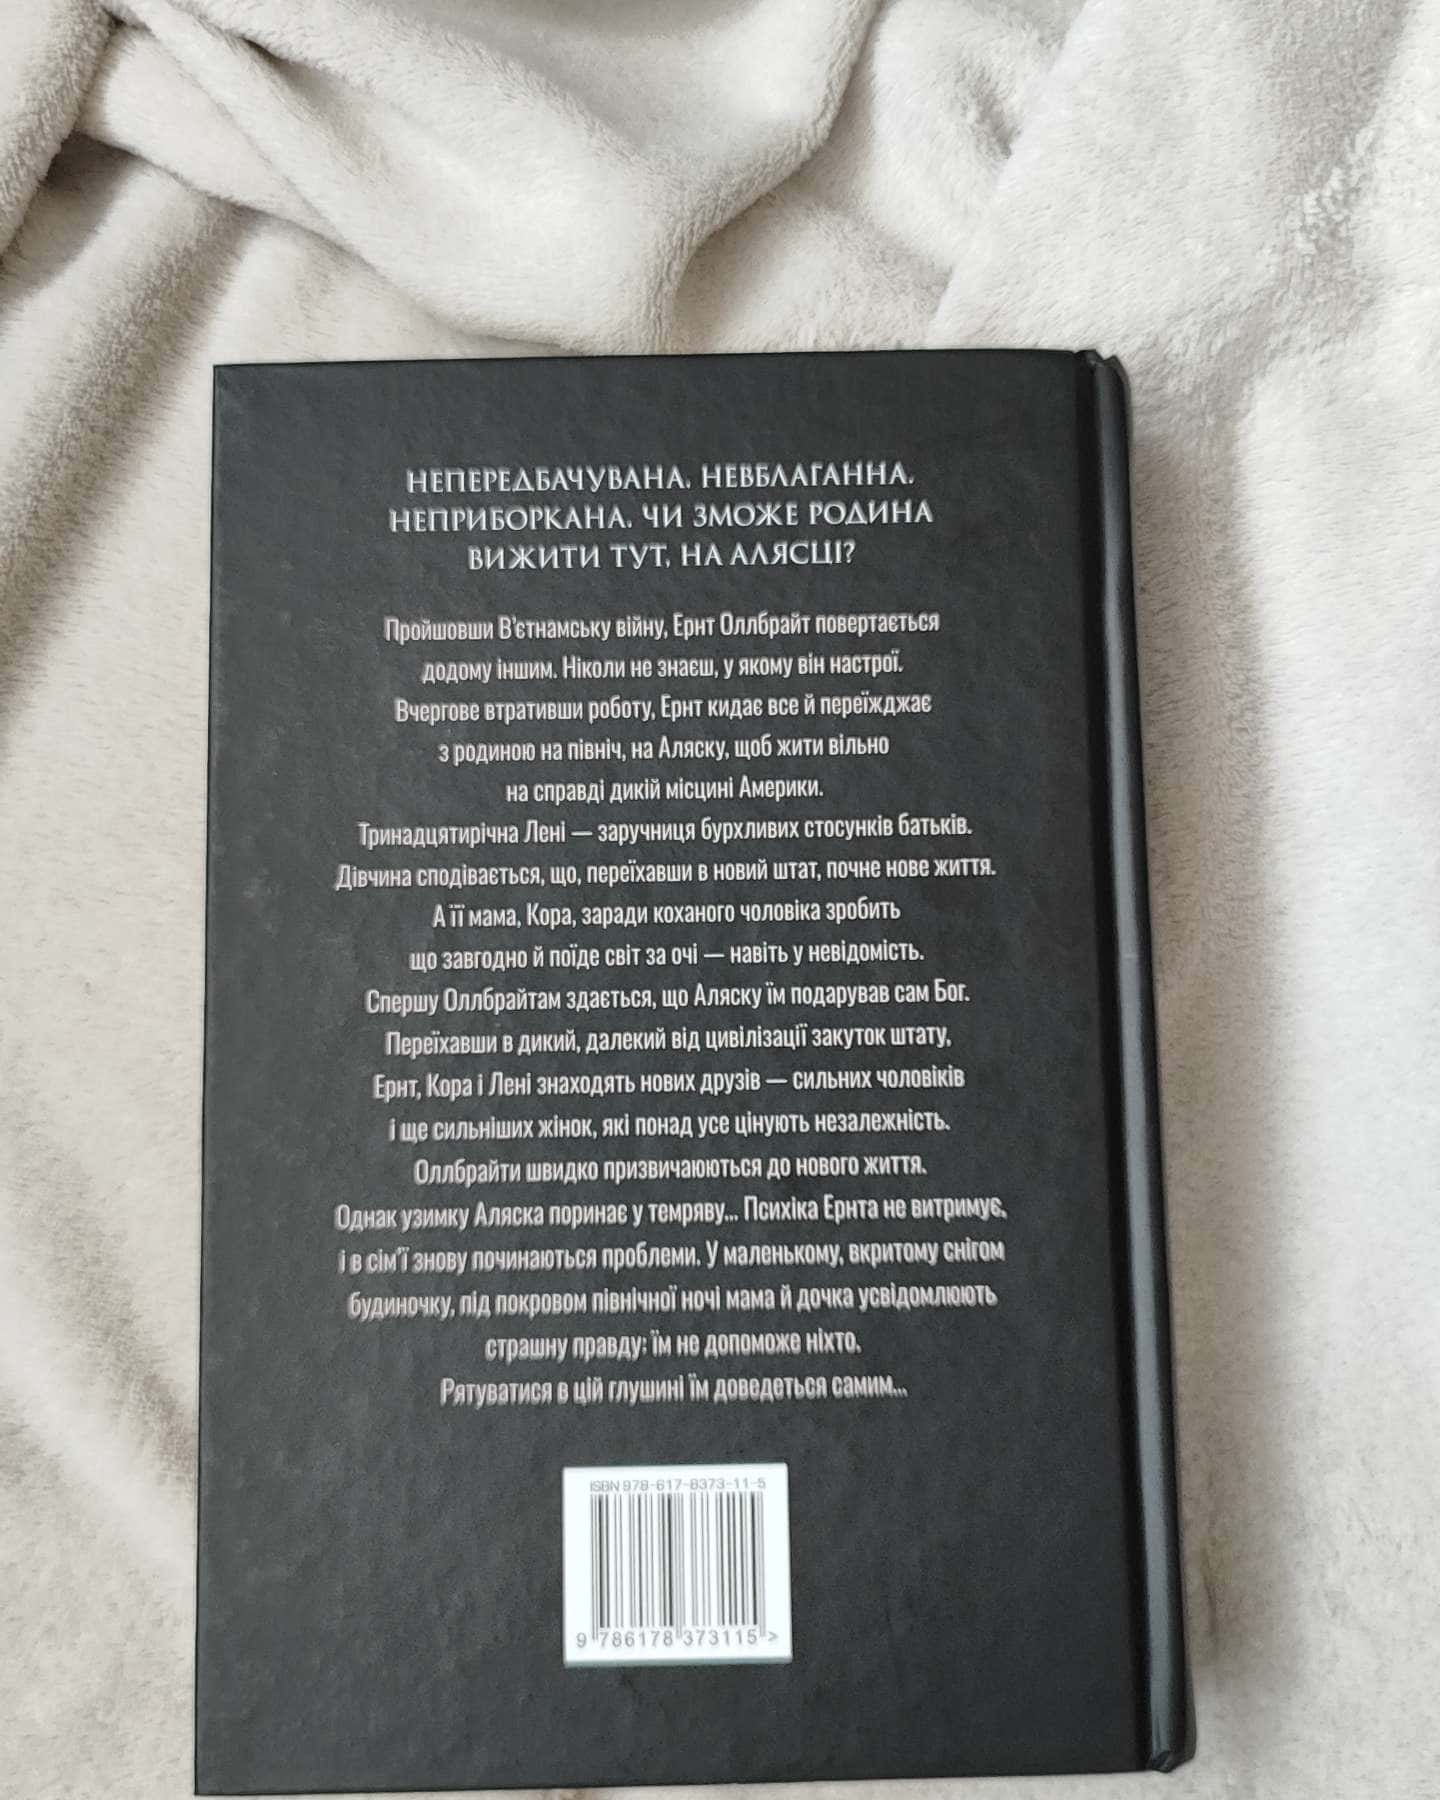 НЕПЕРЕДБАЧУВАНА. НЕВБЛАГАННА.
НЕПРИБОРКАНА. ЧИ ЗМОЖЕ РОДИНА
ВИЖИТИ ТУТ, НА АЛЯСЦІ?
Пройшовши В'єтнамську війну, Ернт Оллбрайт повертається
додому іншим. Ніколи не знаєш, у якому він настрої.
Вчергове втративши роботу, Ернт кидає все й переїжджає
з родиною на північ, на Аляску, щоб жити вільно
на справді дикій місцині Америки.
Тринадцятирічна Лені — заручниця бурхливих стосунків батьків.
Дівчина сподівається, що, переїхавши в новий штат, почне нове життя.
А її мама, Кора, заради коханого чоловіка зробить
що завгодно й поїде світ за очі — навіть у невідомість.
Спершу Оллбрайтам здається, що Аляску їм подарував сам Бог.
Переїхавши в дикий, далекий від цивілізації закуток штату,
Ернт, Кора і Лені знаходять нових друзів — сильних чоловіків
і ще сильніших жінок, які понад усе цінують незалежність.
Оллбрайти швидко призвичаюються до нового життя.
Однак узимку Аляска поринає у темряву... Психіка Ернта не витримує,
і в сім'ї знову починаються проблеми. У маленькому, вкритому снігом
будиночку, під покровом північної ночі мама й дочка усвідомлюють
страшну правду: їм не допоможе ніхто.
Рятуватися в цій глушині їм доведеться самим...
ISBN 978-617-8373-11-5
9 786178 373115 >